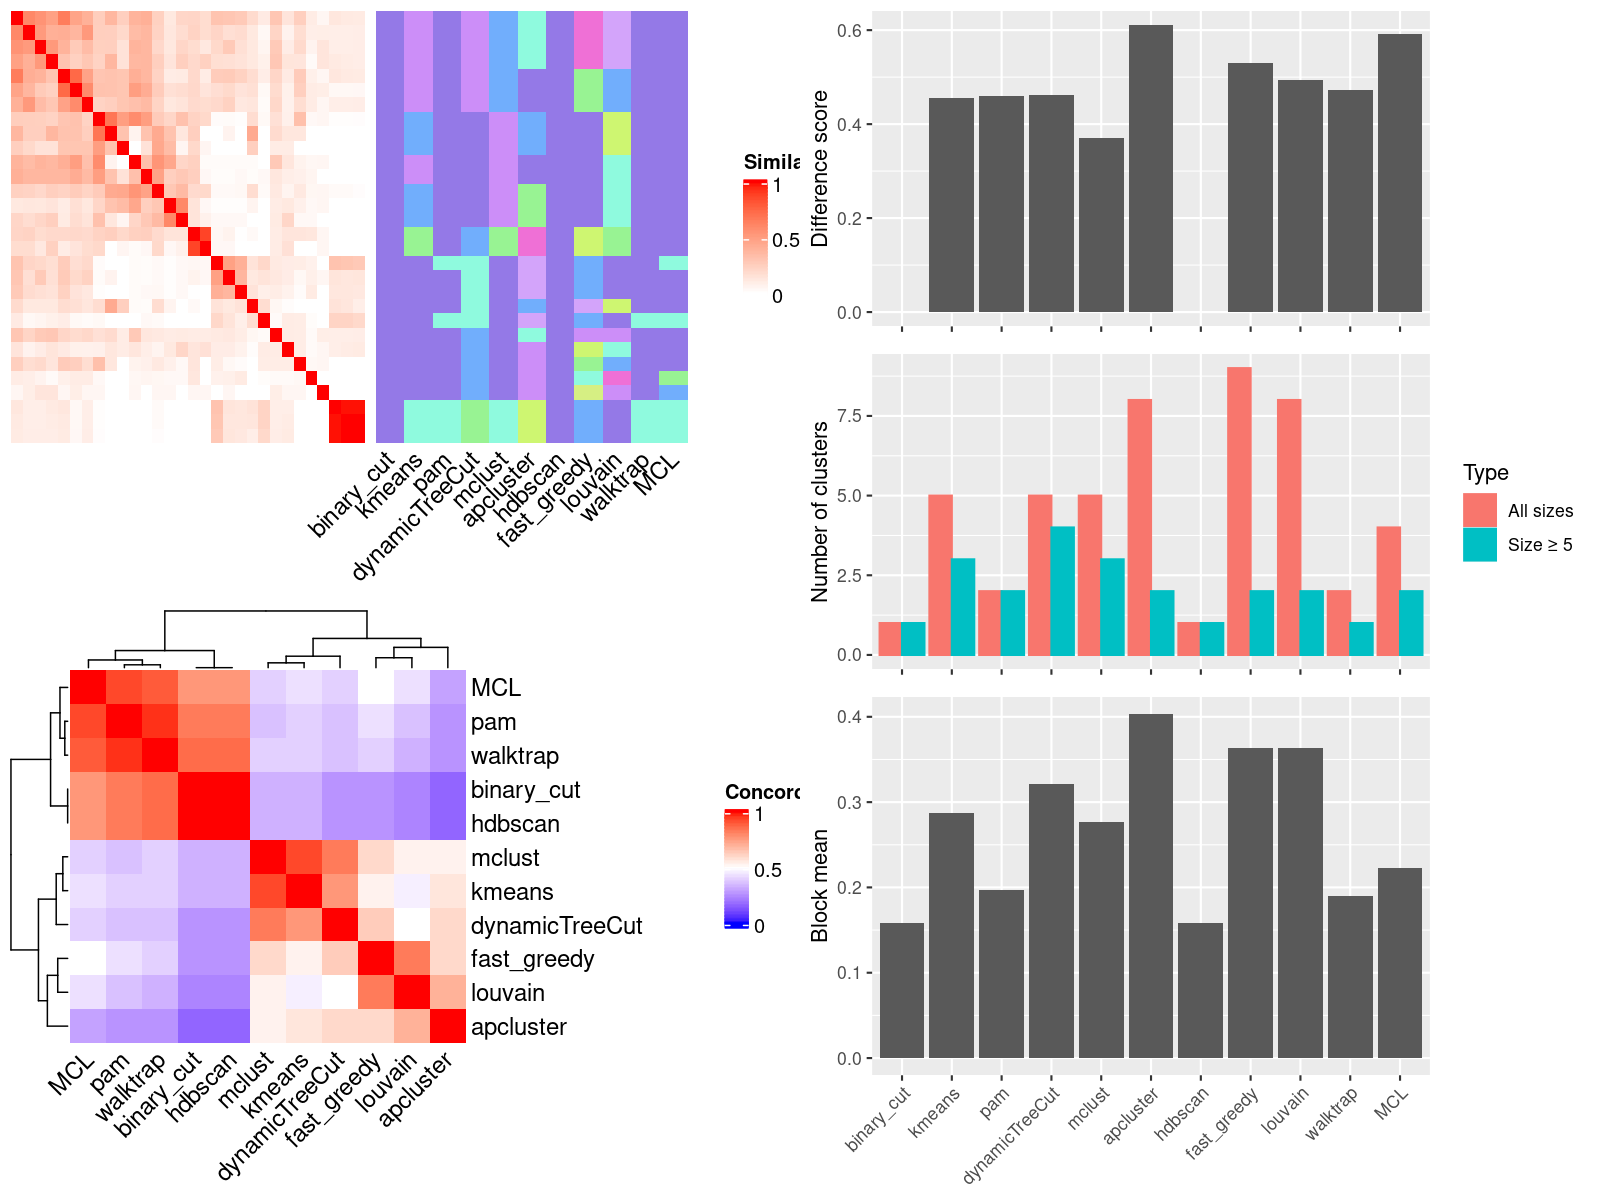 Simila
1
0.5
0
binary_cut
kmeans
pam
dynamicTreeCut
mclust
apcluster
hdbscan
fast_greedy
louvain
walktrap
MCL
MCL
pam
walktrap
binary_cut
hdbscan
mclust
kmeans
dynamicTreeCut
fast_greedy
louvain
apcluster
MCL
pam
walktrap
binary_cut
hdbscan
mclust
kmeans
dynamicTreeCut
fast_greedy
louvain
apcluster
Concord
1
0.5
0
Difference score
0.6
0.4
0.2
0.0
Number of clusters
7.5
5.0
2.5
0.0
Type
All sizes
Size ≥ 5
Block mean
0.4
0.3
0.2
0.1
0.0
binary_cut
kmeans
pam
dynamicTreeCut
mclust
apcluster
hdbscan
fast_greedy
louvain
walktrap
MCL